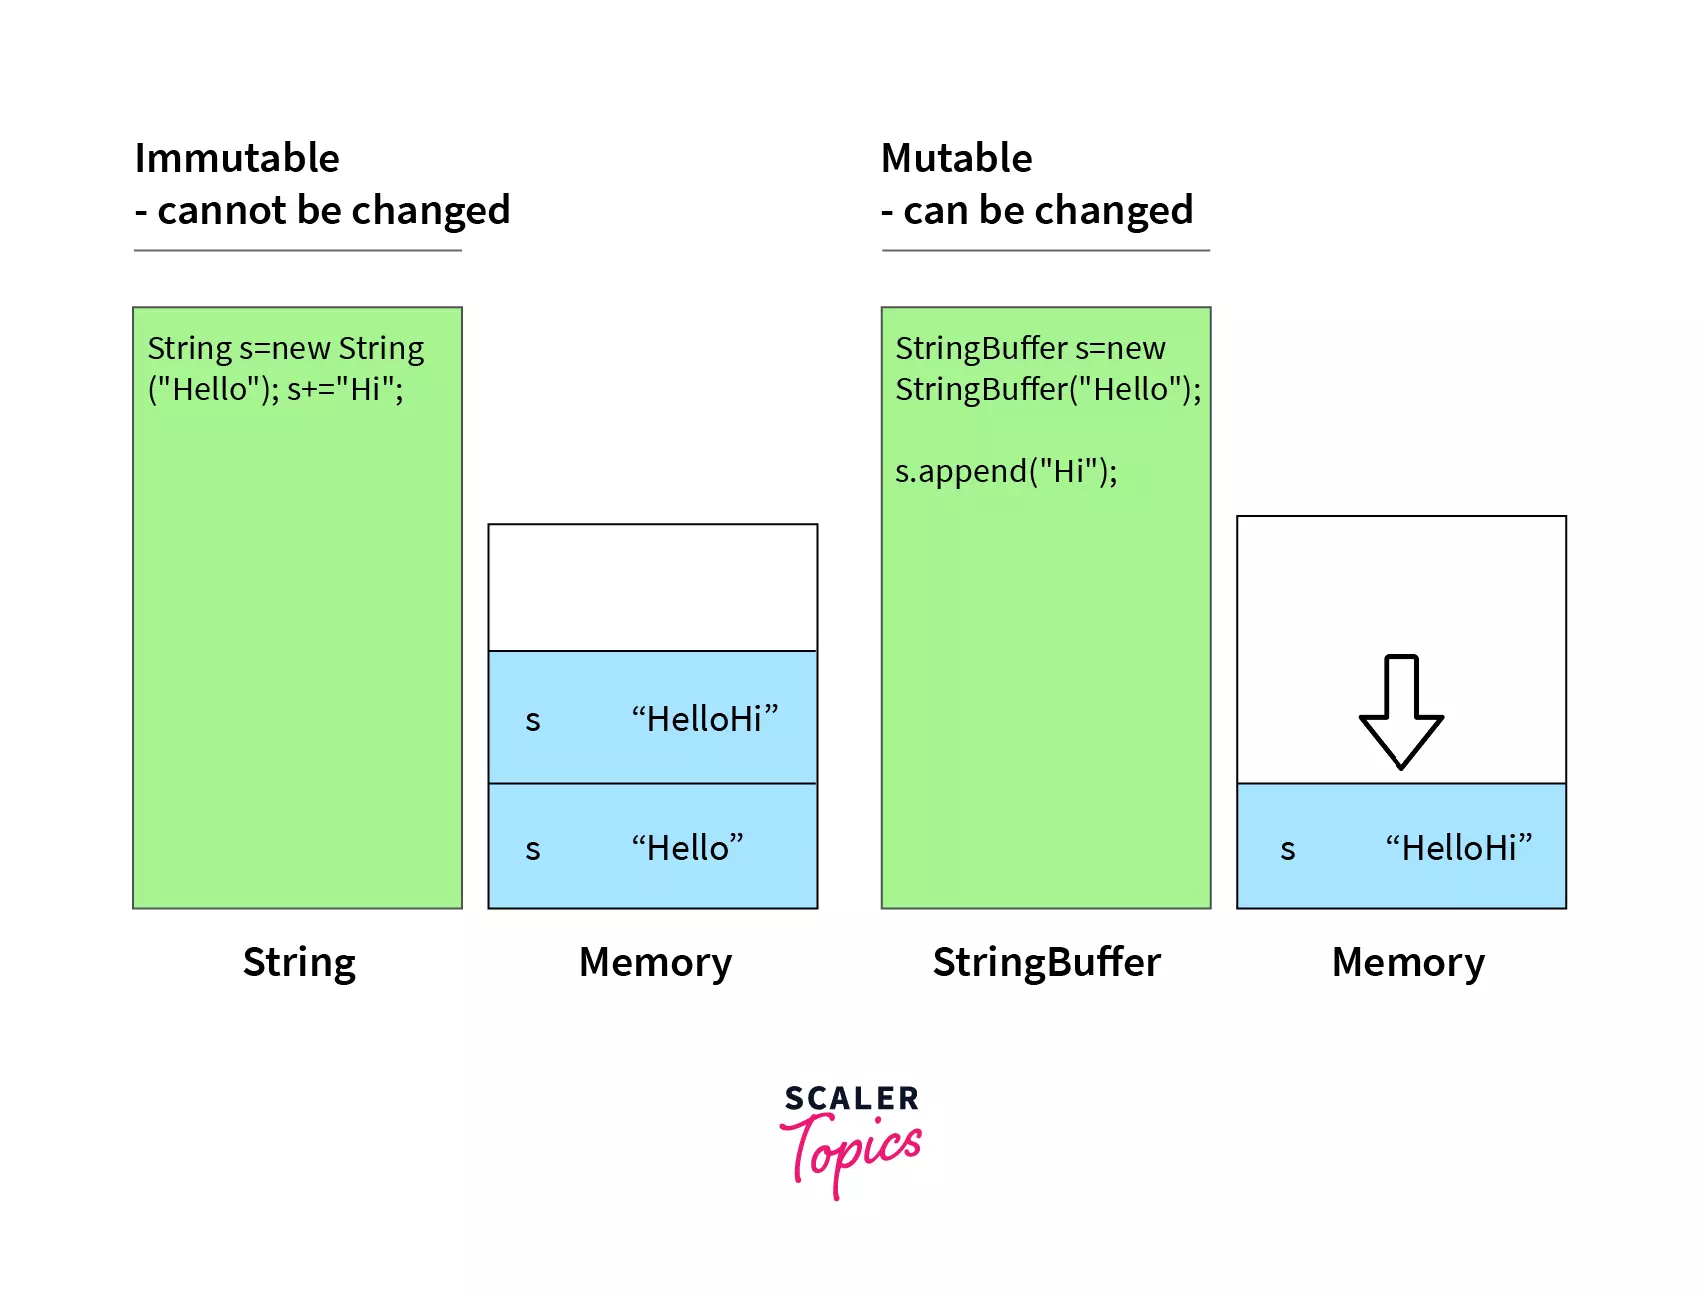 Immutable
- cannot be changed
String s=new String
("Hello"); s+="Hi";
s “HelloHi”
s “Hello”
String
Memory
Mutable
- can be changed
StringBuffer s=new
StringBuffer("Hello");
s.append("Hi");
s “HelloHi”
StringBuffer
Memory
SCALER
Topics